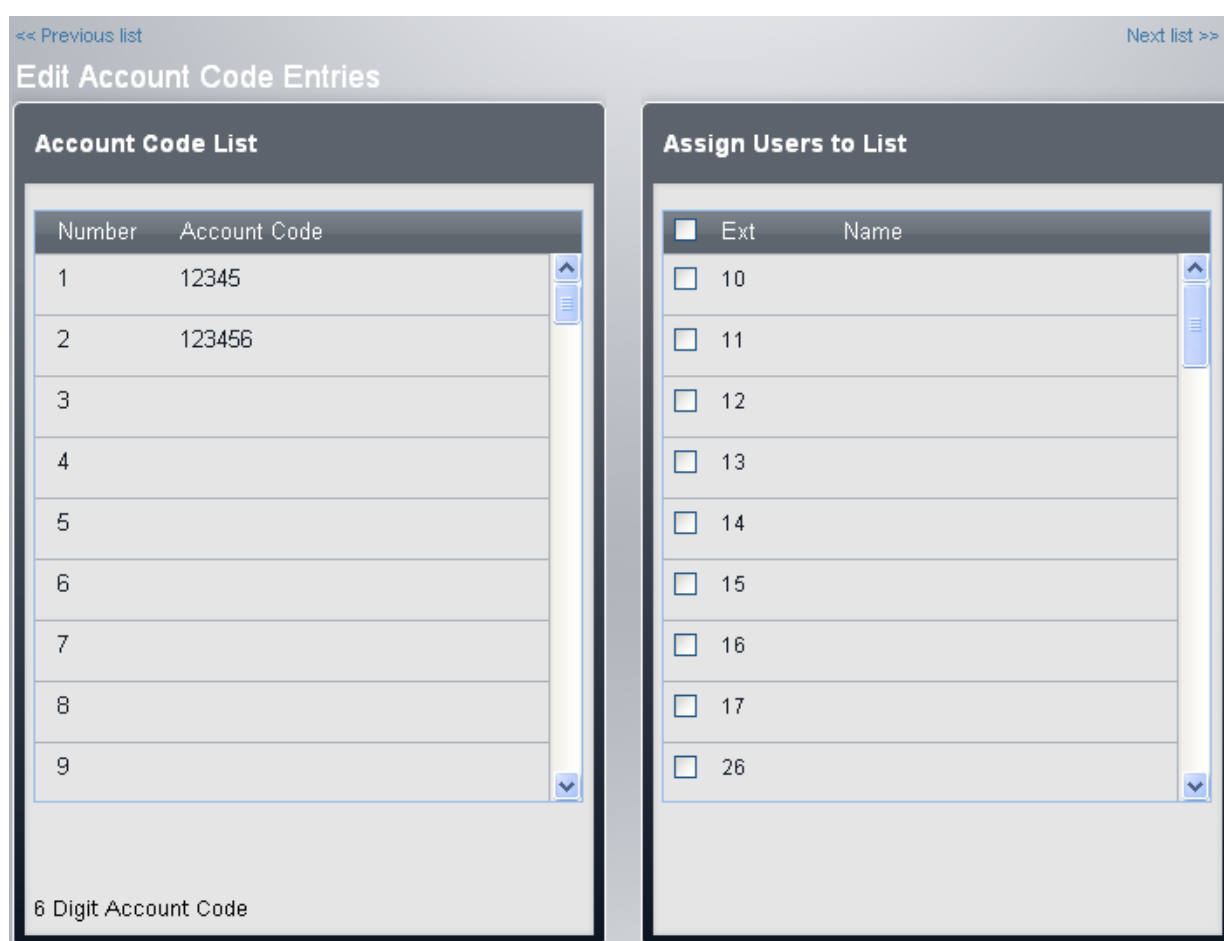 << Previous list
Next list >>
Edit Account Code Entries
Account Code List
Number Account Code
1 12345
2 123456
3
4
5
6
7
8
9
6 Digit Account Code
Assign Users to List
Ext Name
10
11
12
13
14
15
16
17
26